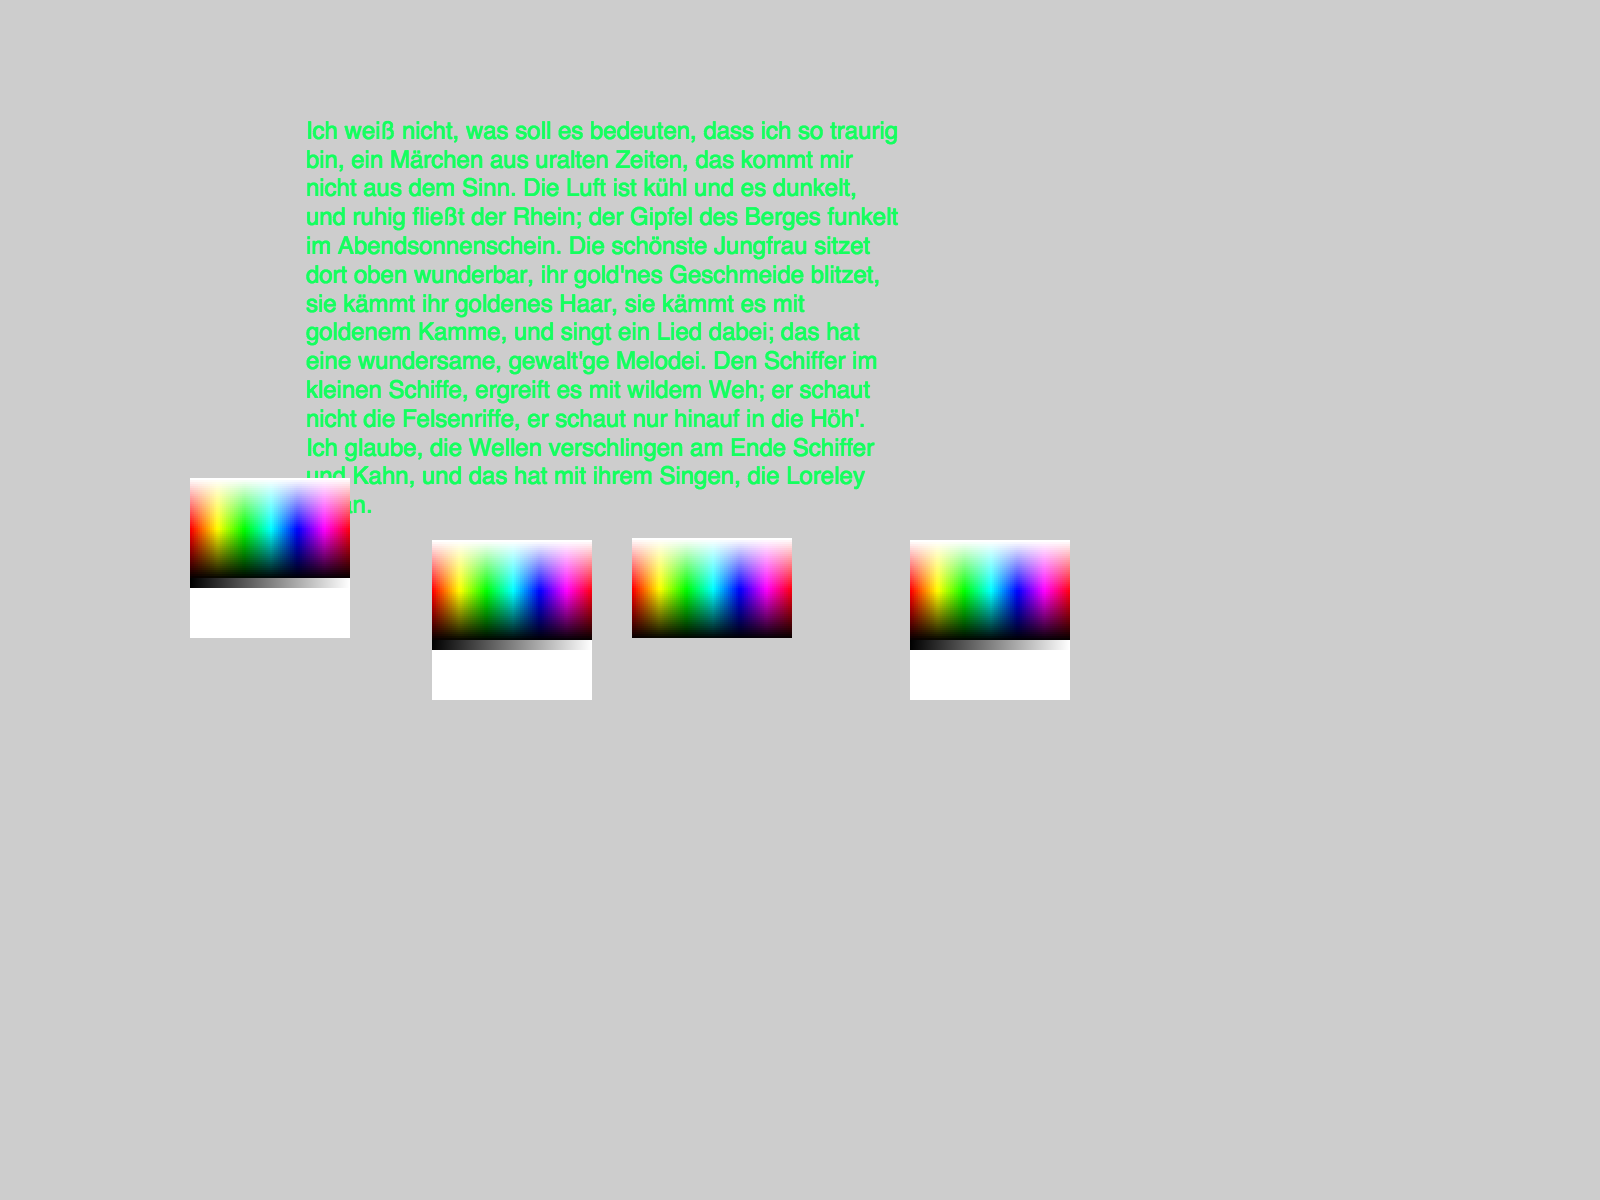 Ich weiß nicht, was soll es bedeuten, dass ich so traurig
bin, ein Märchen aus uralten Zeiten, das kommt mir
nicht aus dem Sinn. Die Luft ist kühl und es dunkelt,
und ruhig fließt der Rhein; der Gipfel des Berges funkelt
im Abendsonnenschein. Die schönste Jungfrau sitzet
dort oben wunderbar, ihr gold'nes Geschmeide blitzet,
sie kämmt ihr goldenes Haar, sie kämmt es mit
goldenem Kamme, und singt ein Lied dabei; das hat
eine wundersame, gewalt'ge Melodei. Den Schiffer im
kleinen Schiffe, ergreift es mit wildem Weh; er schaut
nicht die Felsenriffe, er schaut nur hinauf in die Höh'.
Ich glaube, die Wellen verschlingen am Ende Schiffer
und Kahn, und das hat mit ihrem Singen, die Loreley